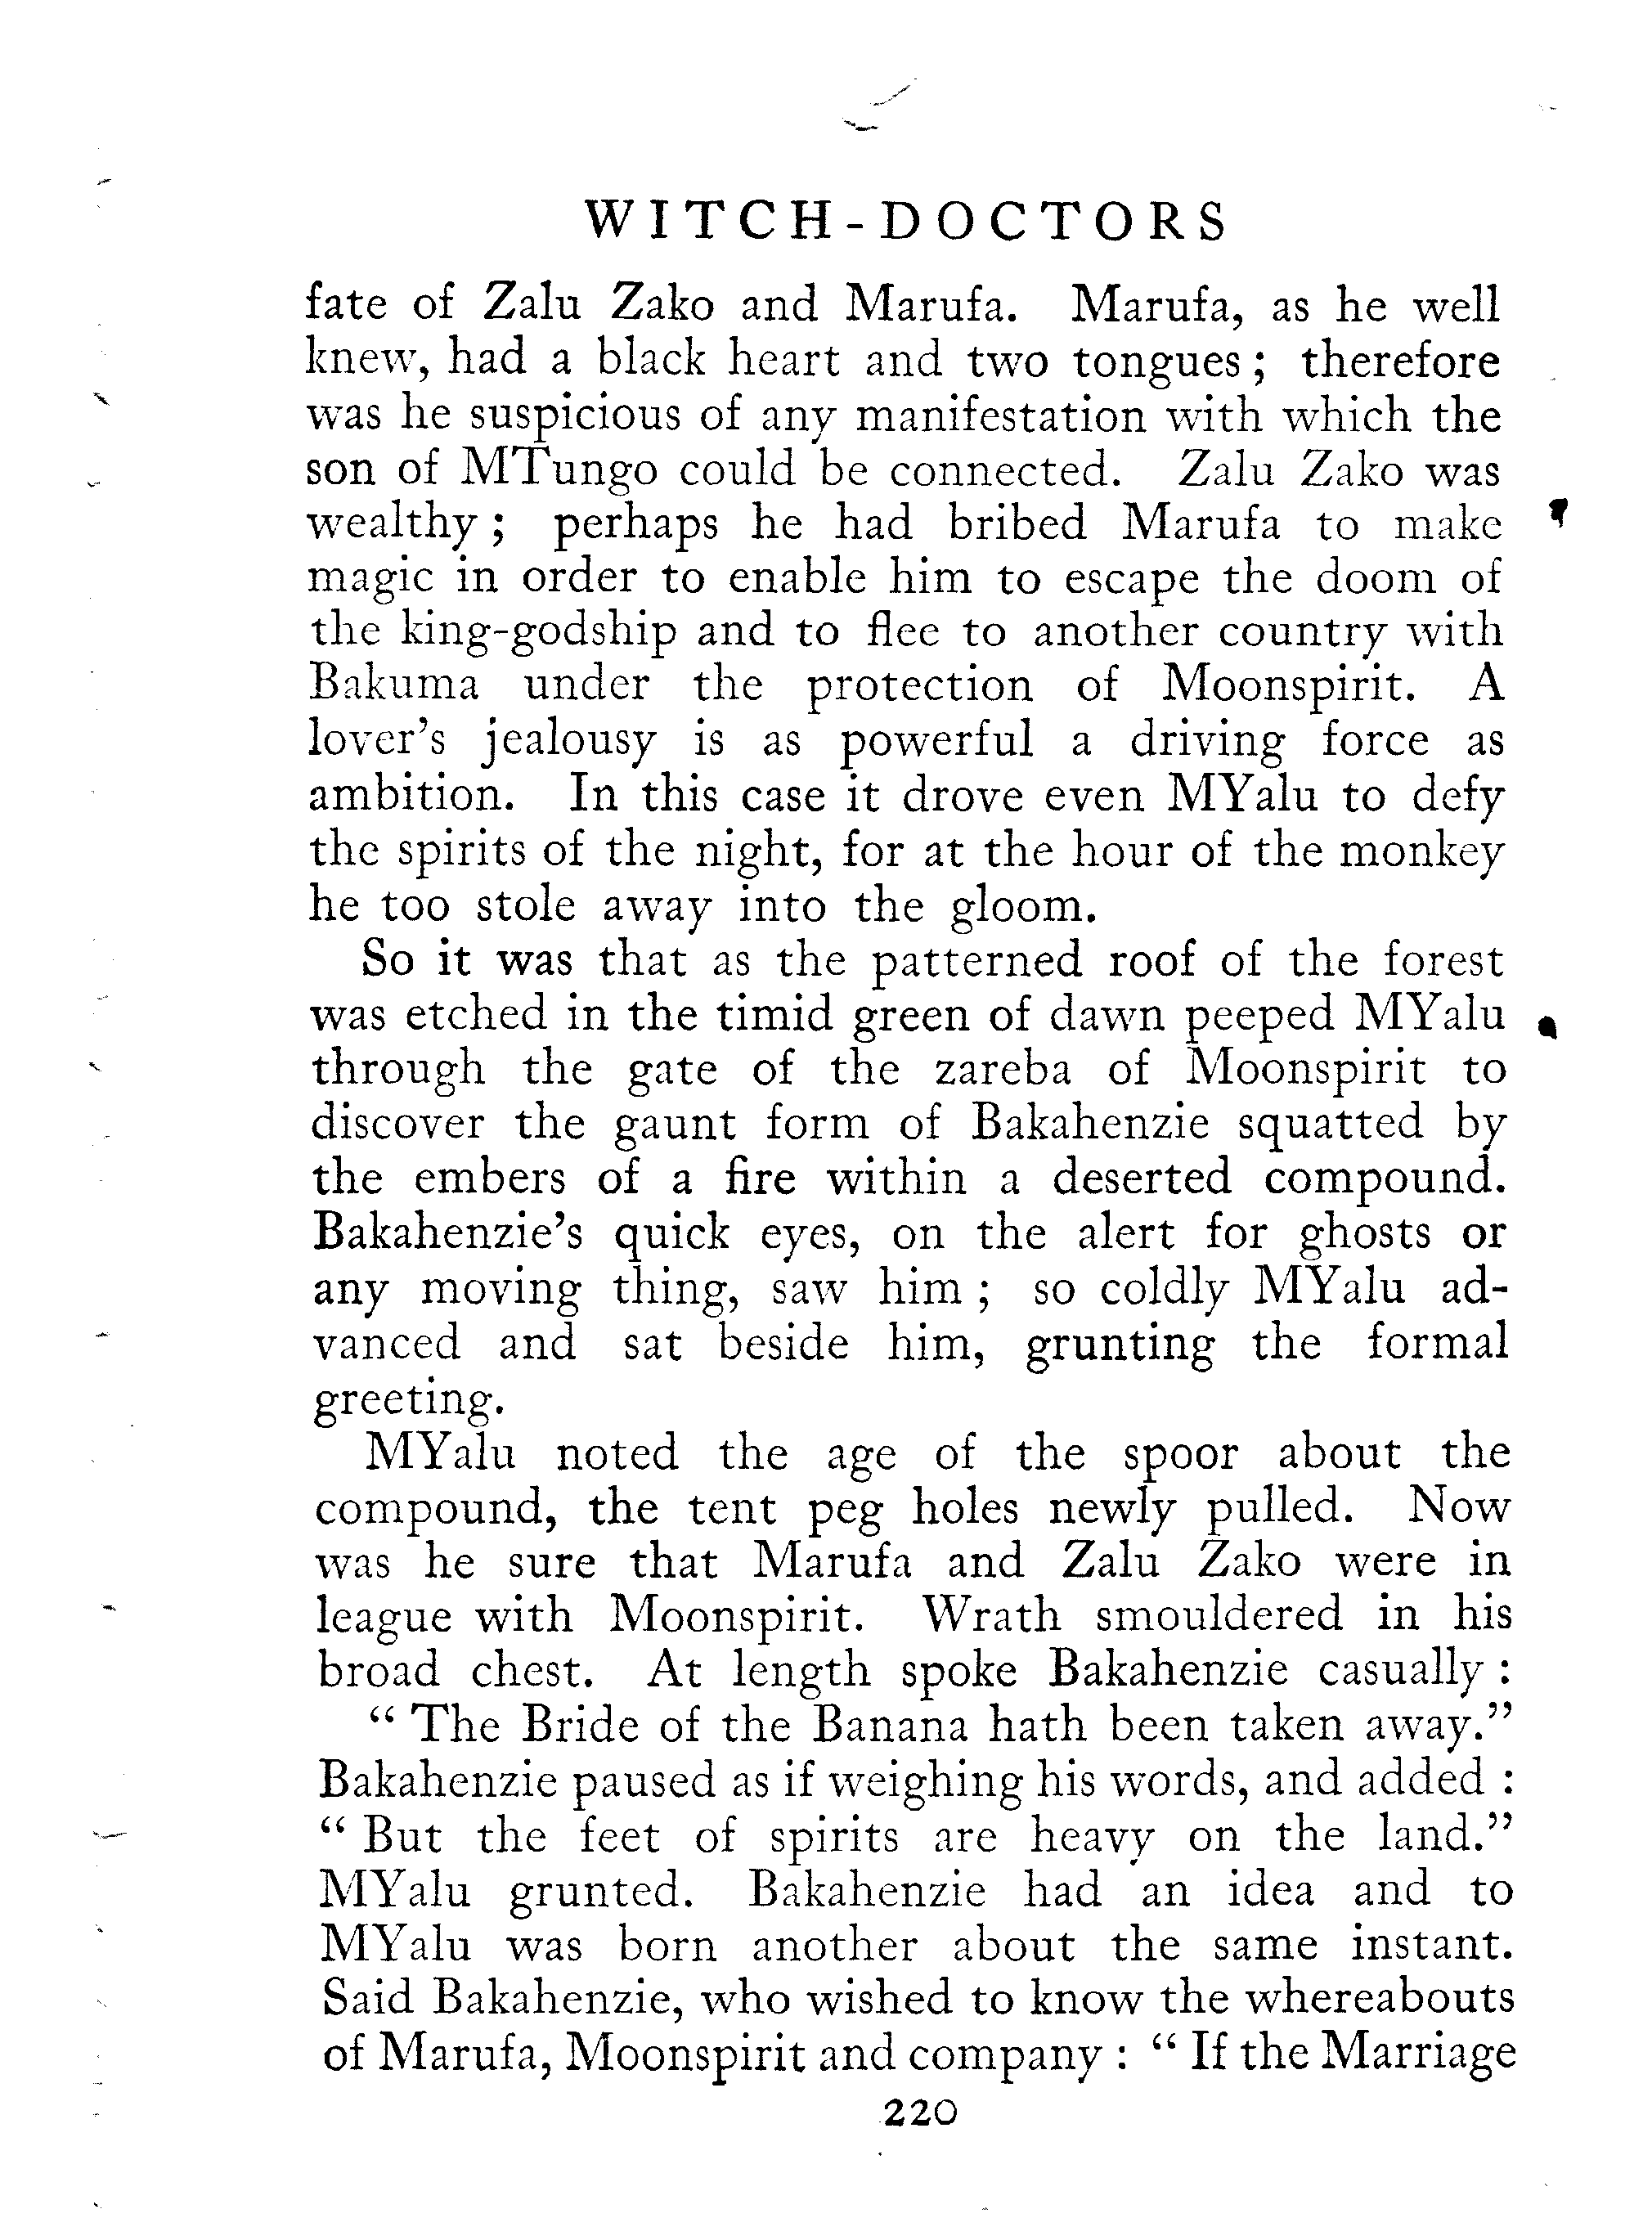 WITCH-DOCTORS
fate of Zalu Zako and Marufa. Marufa, as he well
knew, had a black heart and two tongues ; therefore
was he suspicious of any manifestation with which the
son of MTungo could be connected. Zalu Zako was
wealthy ; perhaps he had bribed Marufa to make
magic in order to enable him to escape the doom of
the king-godship and to flee to another country with
Bakuma under the protection of Moonspirit. A
lover's jealousy is as powerful a driving force as
ambition. In this case it drove even MYalu to defy
the spirits of the night, for at the hour of the monkey
he too stole away into the gloom.
So it was that as the patterned roof of the forest
was etched in the timid green of dawn peeped MYalu
through the gate of the zareba of Moonspirit to
discover the gaunt form of Bakahenzie squatted by
the embers of a fire within a deserted compound.
Bakahenzie's quick eyes, on the alert for ghosts or
any moving thing, saw him ; so coldly MYalu ad-
vanced and sat beside him, grunting the formal
greeting.
MYalu noted the age of the spoor about the
compound, the tent peg holes newly pulled. Now
was he sure that Marufa and Zalu Zako were in
league with Moonspirit. Wrath smouldered in his
broad chest. At length spoke Bakahenzie casually :
“ The Bride of the Banana hath been taken away.”
Bakahenzie paused as if weighing his words, and added :
“ But the feet of spirits are heavy on the land.”
MYalu grunted. Bakahenzie had an idea and to
MYalu was born another about the same instant.
Said Bakahenzie, who wished to know the whereabouts
of Marufa, Moonspirit and company : “ If the Marriage
220